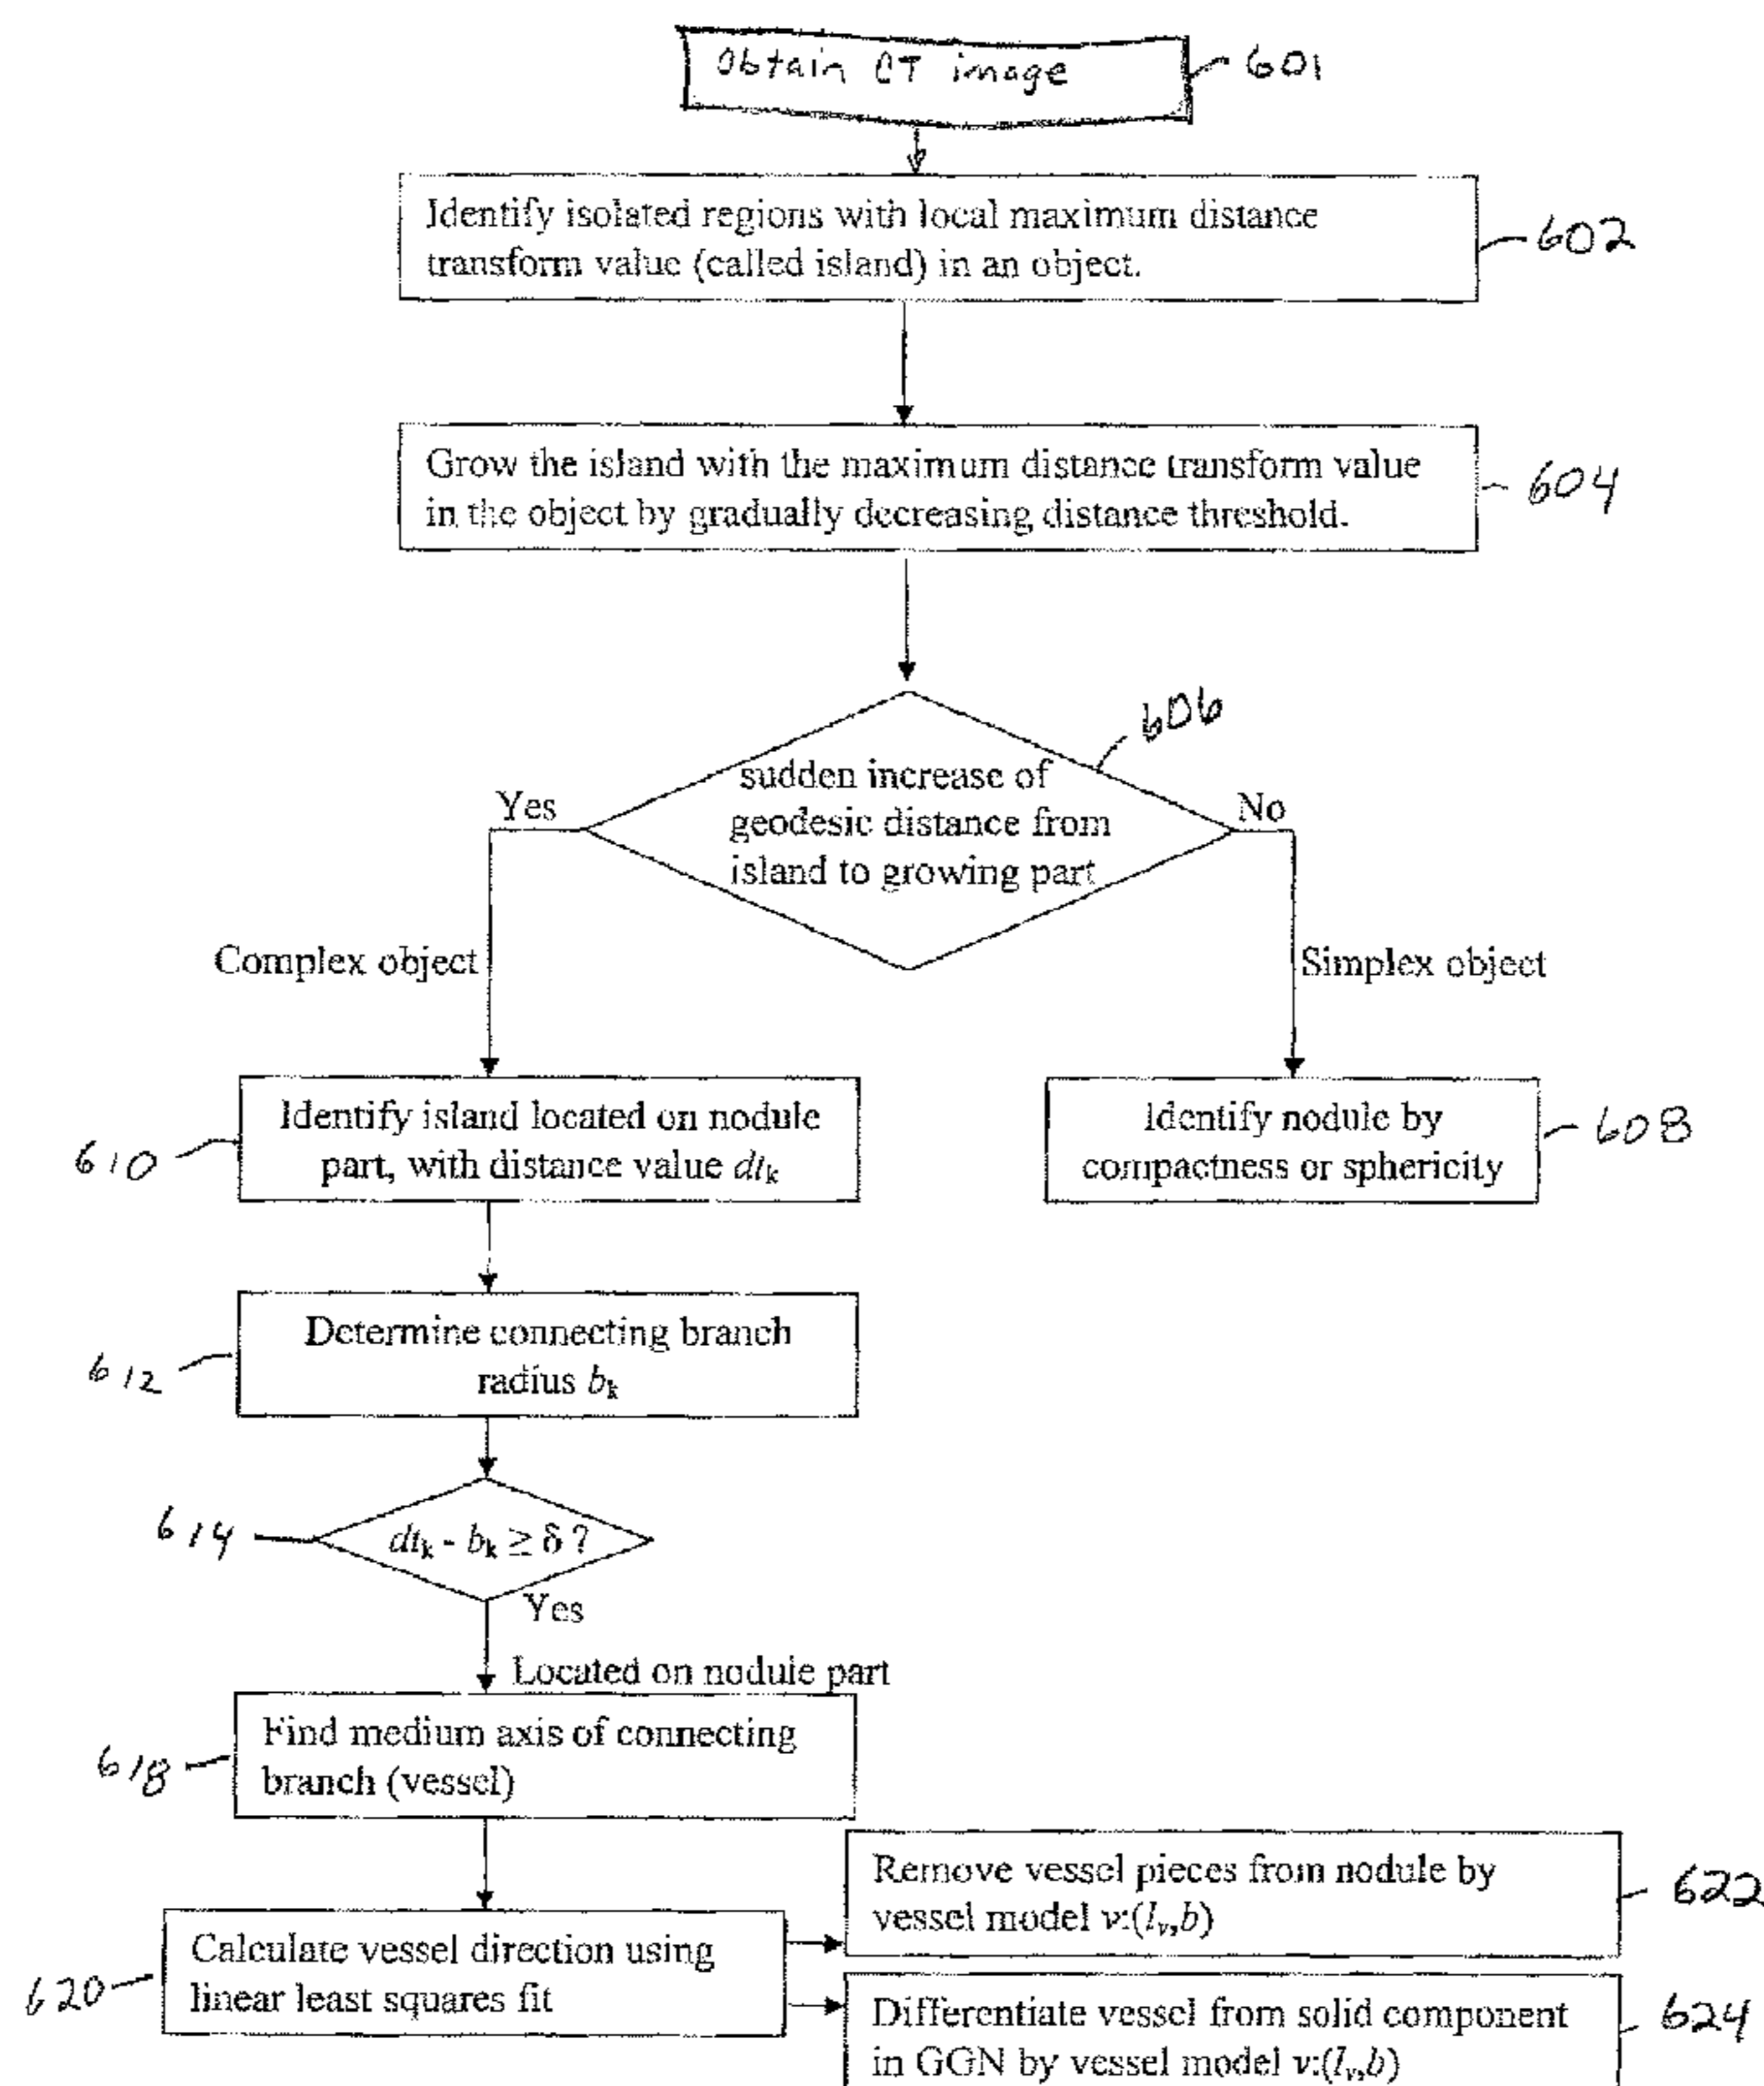 Obtain CT image
601
Identify isolated regions with local maximum distance
transform value (called island) in an object.
602
Grow the island with the maximum distance transform value
in the object by gradually decreasing distance threshold.
604
606
sudden increase of
geodesic distance from
island to growing part
Yes
No
Complex object
Simplex object
Identify island located on nodule
part, with distance value dtk
610
Identify nodule by
compactness or sphericity
608
Determine connecting branch
radius bk
612
614
dtk - bk ≥ δ ?
Yes
Located on nodule part
Find medium axis of connecting
branch (vessel)
618
Remove vessel pieces from nodule by
vessel model v:(lv,b)
622
Calculate vessel direction using
linear least squares fit
620
Differentiate vessel from solid component
in GGN by vessel model v:(lv,b)
624